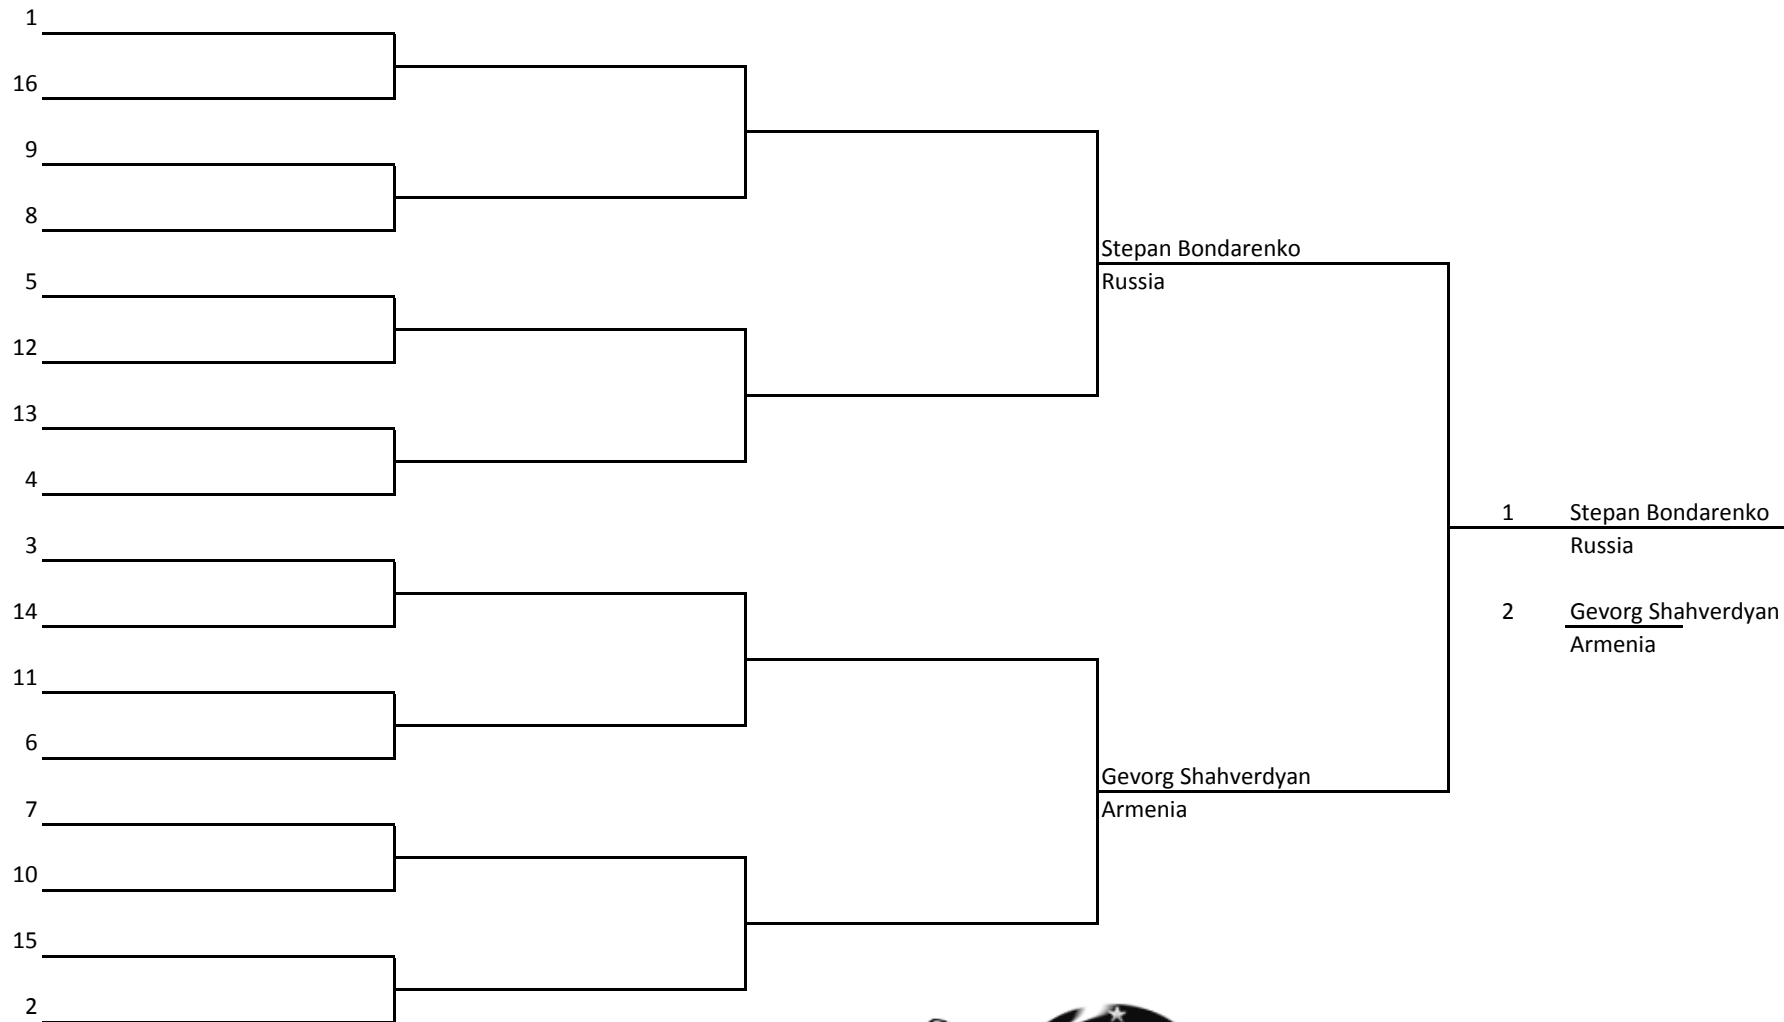 1
16
9
8
Stepan Bondarenko
5
Russia
12
13
4
1 Stepan Bondarenko
3
Russia
14
2 Gevorg Shahverdyan
Armenia
11
6
Gevorg Shahverdyan
7
Armenia
10
15
2